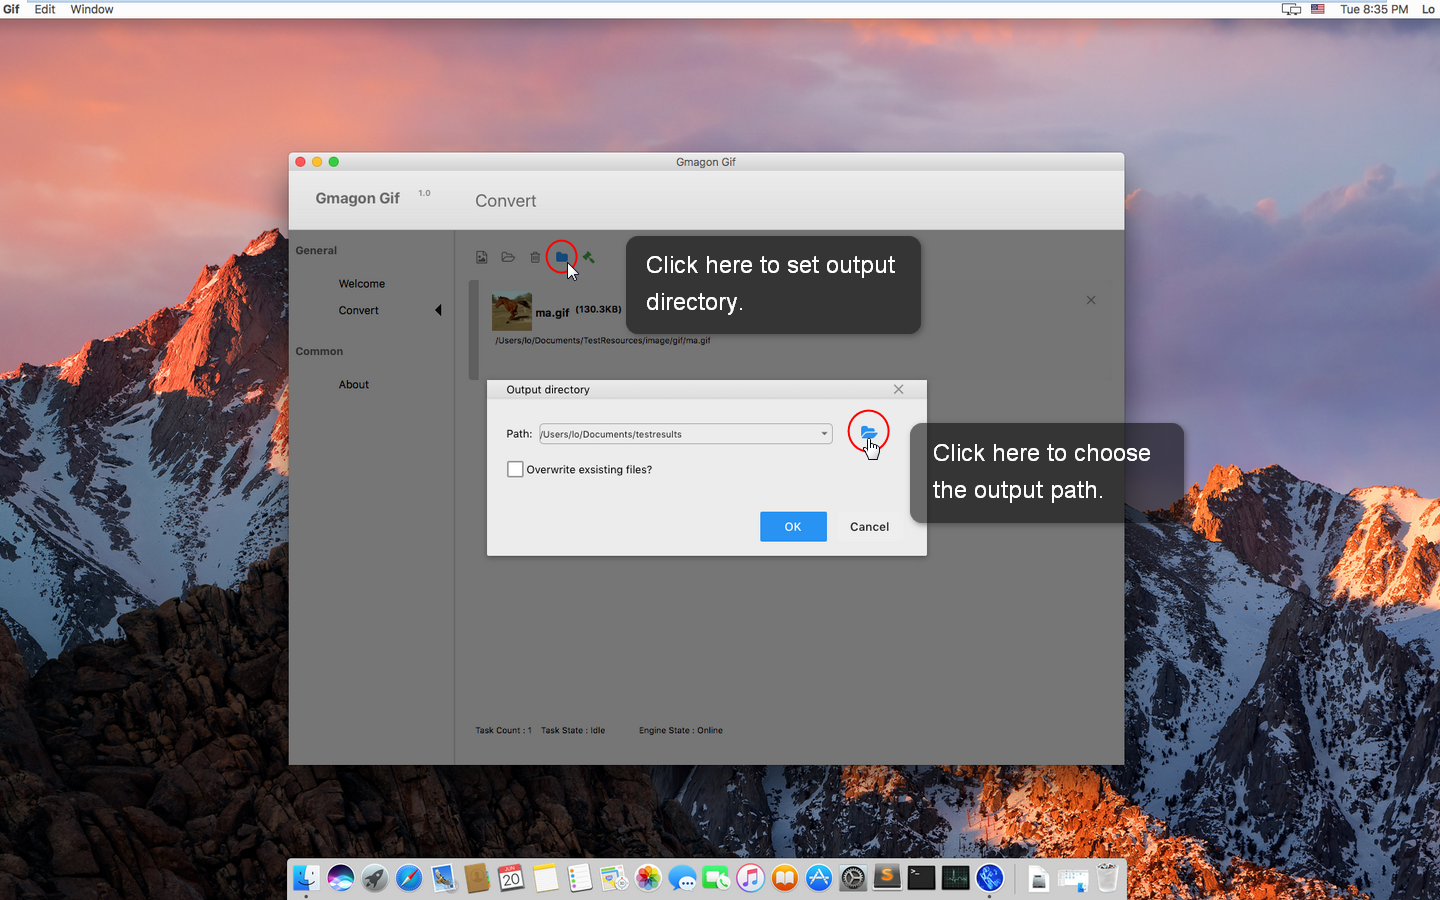 Gif Edit Window Tue 8:35 PM Lo
Gmagon Gif
Gmagon Gif 1.0 Convert
General
Welcome
Convert
Common
About
Click here to set output
directory.
ma.gif (130.3KB)
/Users/lo/Documents/TestResources/image/gif/ma.gif
Output directory
Path: /Users/lo/Documents/testresults
Overwrite exsisting files?
OK Cancel
Click here to choose
the output path.
Task Count : 1 Task State : Idle Engine State : Online
20